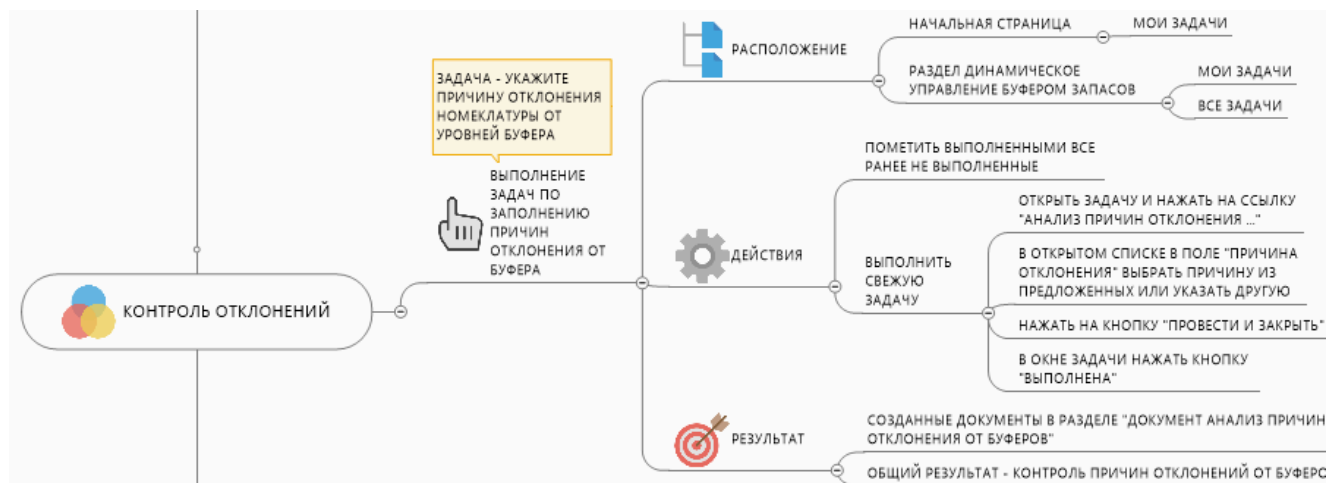 КОНТРОЛЬ ОТКЛОНЕНИЙ
ЗАДАЧА - УКАЖИТЕ
ПРИЧИНУ ОТКЛОНЕНИЯ
НОМЕКЛАТУРЫ ОТ
УРОВНЕЙ БУФЕРА
ВЫПОЛНЕНИЕ
ЗАДАЧ ПО
ЗАПОЛНЕНИЮ
ПРИЧИН
ОТКЛОНЕНИЯ ОТ
БУФЕРА
РАСПОЛОЖЕНИЕ
НАЧАЛЬНАЯ СТРАНИЦА
МОИ ЗАДАЧИ
РАЗДЕЛ ДИНАМИЧЕСКОЕ
УПРАВЛЕНИЕ БУФЕРОМ ЗАПАСОВ
МОИ ЗАДАЧИ
ВСЕ ЗАДАЧИ
ДЕЙСТВИЯ
ПОМЕТИТЬ ВЫПОЛНЕННЫМИ ВСЕ
РАНЕЕ НЕ ВЫПОЛНЕННЫЕ
ВЫПОЛНИТЬ
СВЕЖУЮ
ЗАДАЧУ
ОТКРЫТЬ ЗАДАЧУ И НАЖАТЬ НА ССЫЛКУ
"АНАЛИЗ ПРИЧИН ОТКЛОНЕНИЯ ..."
В ОТКРЫТОМ СПИСКЕ В ПОЛЕ "ПРИЧИНА
ОТКЛОНЕНИЯ" ВЫБРАТЬ ПРИЧИНУ ИЗ
ПРЕДЛОЖЕННЫХ ИЛИ УКАЗАТЬ ДРУГУЮ
НАЖАТЬ НА КНОПКУ "ПРОВЕСТИ И ЗАКРЫТЬ"
В ОКНЕ ЗАДАЧИ НАЖАТЬ КНОПКУ
"ВЫПОЛНЕНА"
РЕЗУЛЬТАТ
СОЗДАННЫЕ ДОКУМЕНТЫ В РАЗДЕЛЕ "ДОКУМЕНТ АНАЛИЗ ПРИЧИН
ОТКЛОНЕНИЯ ОТ БУФЕРОВ"
ОБЩИЙ РЕЗУЛЬТАТ - КОНТРОЛЬ ПРИЧИН ОТКЛОНЕНИЙ ОТ БУФЕРО